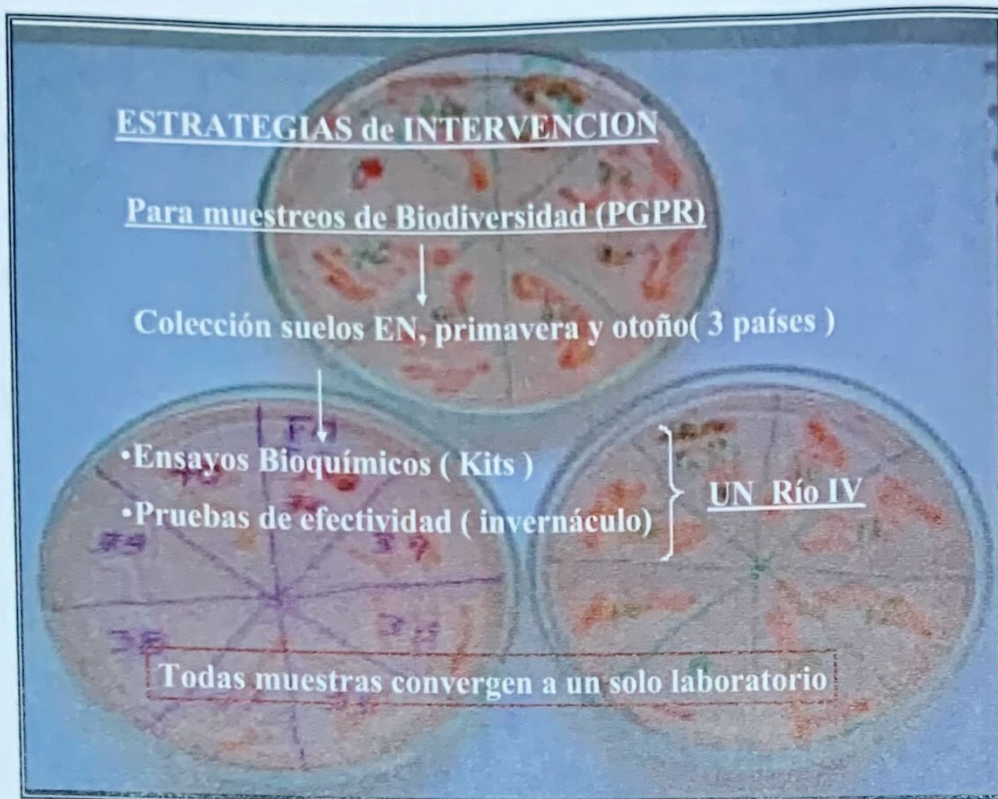 ESTRATEGIAS de INTERVENCION
Para muestreos de Biodiversidad (PGPR)
Colección suelos EN, primavera y otoño( 3 países )
•Ensayos Bioquímicos ( Kits )
•Pruebas de efectividad ( invernáculo)
UN Río IV
Todas muestras convergen a un solo laboratorio